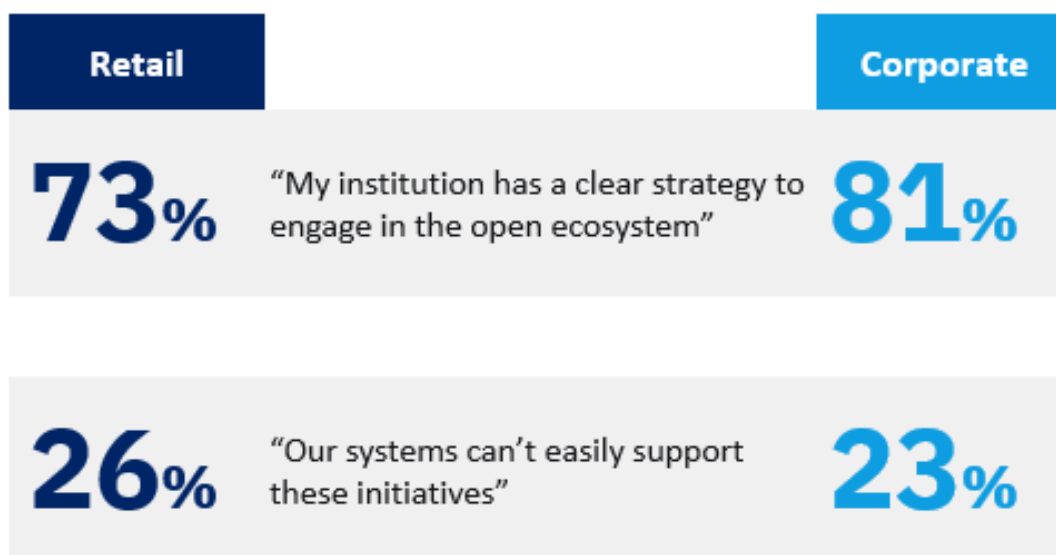 Retail
Corporate
73%
“My institution has a clear strategy to
engage in the open ecosystem”
81%
26%
“Our systems can’t easily support
these initiatives”
23%